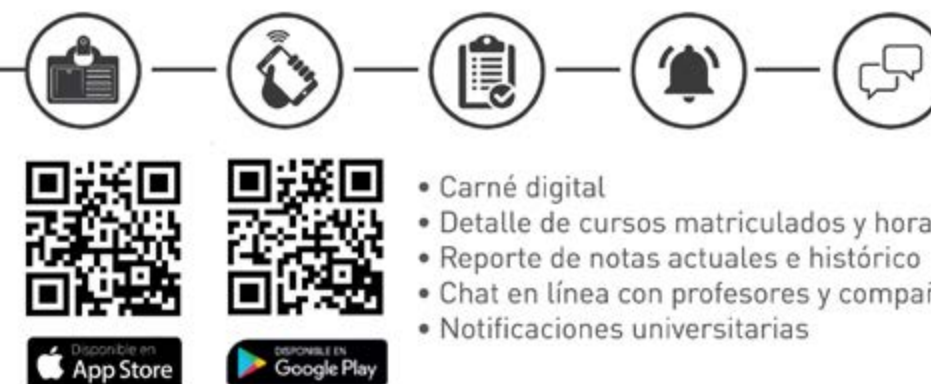 • Carné digital
• Detalle de cursos matriculados y hora
• Reporte de notas actuales e histórico
• Chat en línea con profesores y compañ
• Notificaciones universitarias
Disponible en
App Store
DISPONIBLE EN
Google Play